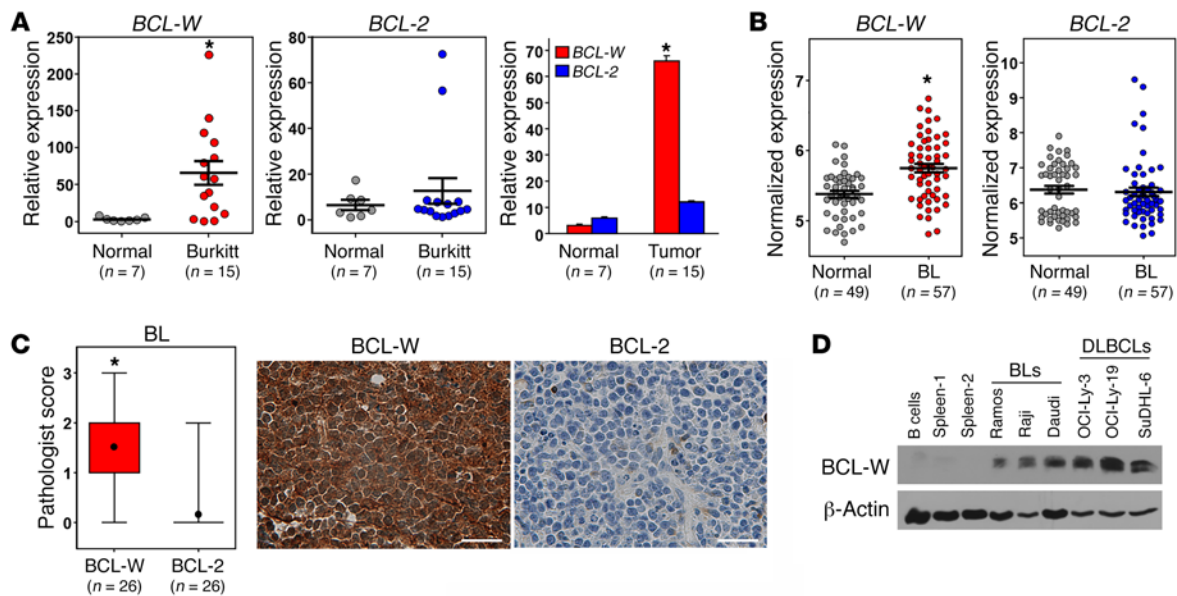 A
BCL-W
Relative expression
250
200
150
100
50
0
*
Normal
(n = 7)
Burkitt
(n = 15)
BCL-2
Relative expression
80
60
40
20
0
Normal
(n = 7)
Burkitt
(n = 15)
Relative expression
70
60
50
40
30
20
10
0
BCL-W
BCL-2
*
Normal
(n = 7)
Tumor
(n = 15)
B
BCL-W
Normalized expression
7
6
5
*
Normal
(n = 49)
BL
(n = 57)
BCL-2
Normalized expression
10
9
8
7
6
5
Normal
(n = 49)
BL
(n = 57)
C
BL
Pathologist score
3
2
1
0
*
BCL-W
(n = 26)
BCL-2
(n = 26)
BCL-W
BCL-2
D
DLBCLs
BLs
B cells
Spleen-1
Spleen-2
Ramos
Raji
Daudi
OCI-Ly-3
OCI-Ly-19
SuDHL-6
BCL-W
β-Actin